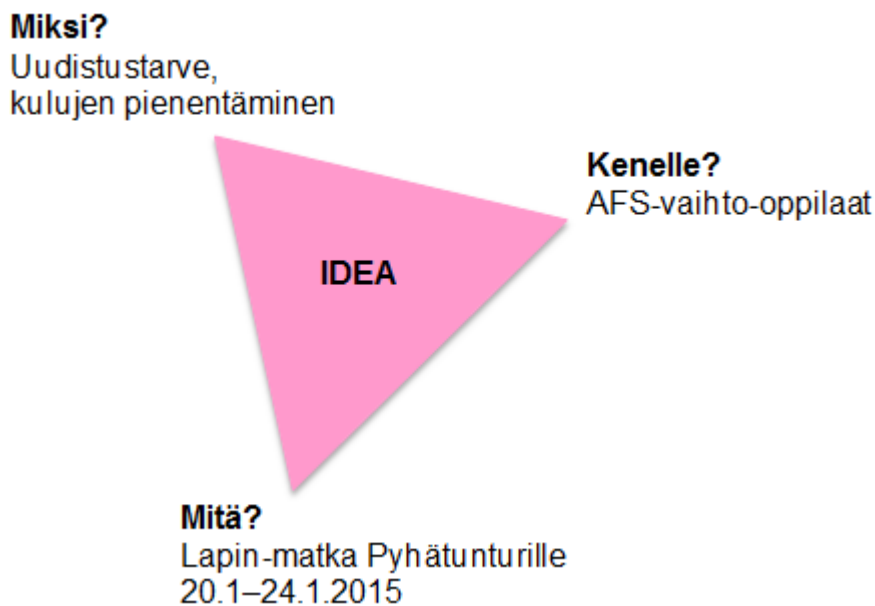 Miksi?
Uudistustarve,
kulujen pienentäminen
Kenelle?
AFS-vaihto-oppilaat
IDEA
Mitä?
Lapin-matka Pyhätunturille
20.1–24.1.2015